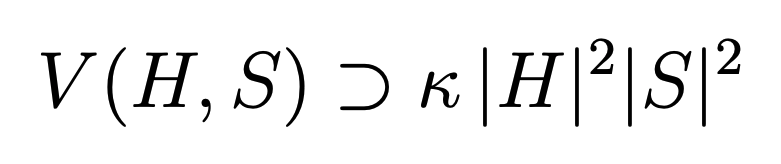 V(H, S) ⊃ κ |H|²|S|²